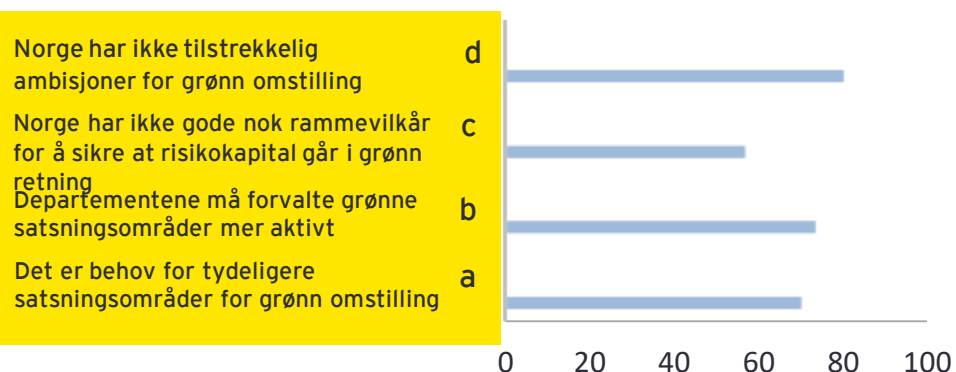 Norge har ikke tilstrekkelig
ambisjoner for grønn omstilling
d
Norge har ikke gode nok rammevilkår
for å sikre at risikokapital går i grønn
retning
c
Departementene må forvalte grønne
satsningsområder mer aktivt
b
Det er behov for tydeligere
satsningsområder for grønn omstilling
a
0 20 40 60 80 100